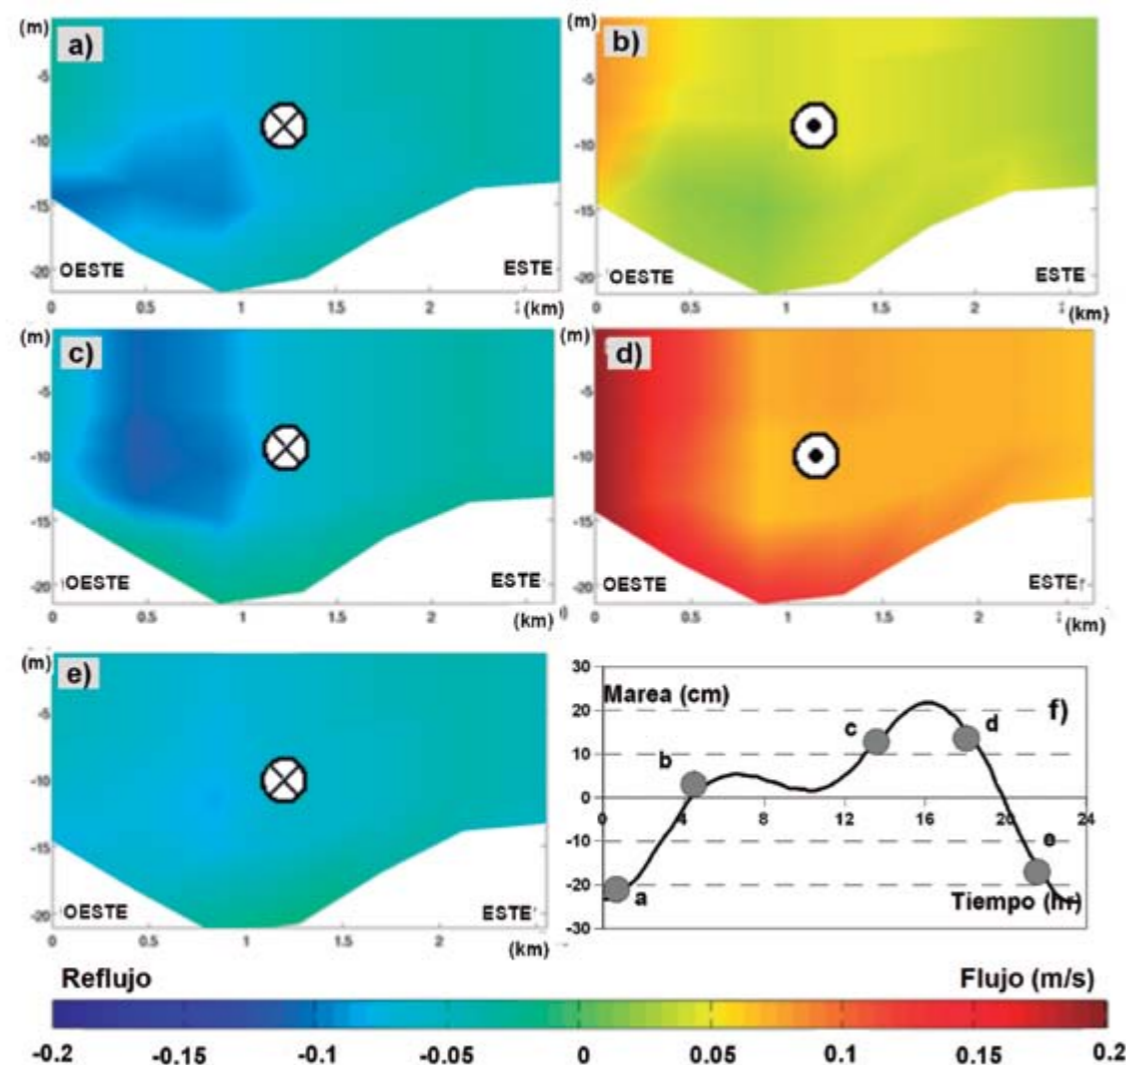 (m) a) (m) b)
-5 -5
-10 -10
-15 -15
-20 OESTE ESTE -20 OESTE ESTE
0 0.5 1 1.5 2 (km) 0 0.5 1 1.5 2 (km)
(m) c) (m) d)
-5 -5
-10 -10
-15 -15
-20 OESTE ESTE -20 OESTE ESTE
0 0.5 1 1.5 2 (km) 0 0.5 1 1.5 2 (km)
(m) e)
-5
-10
-15
-20 OESTE ESTE
0 0.5 1 1.5 2
(km)
30
Marea (cm)
20 f)
c d
10
b
0
0 4 8 12 16 20 24
-10
e
-20
a Tiempo (hr)
-30
Reflujo Flujo (m/s)
-0.2 -0.15 -0.1 -0.05 0 0.05 0.1 0.15 0.2